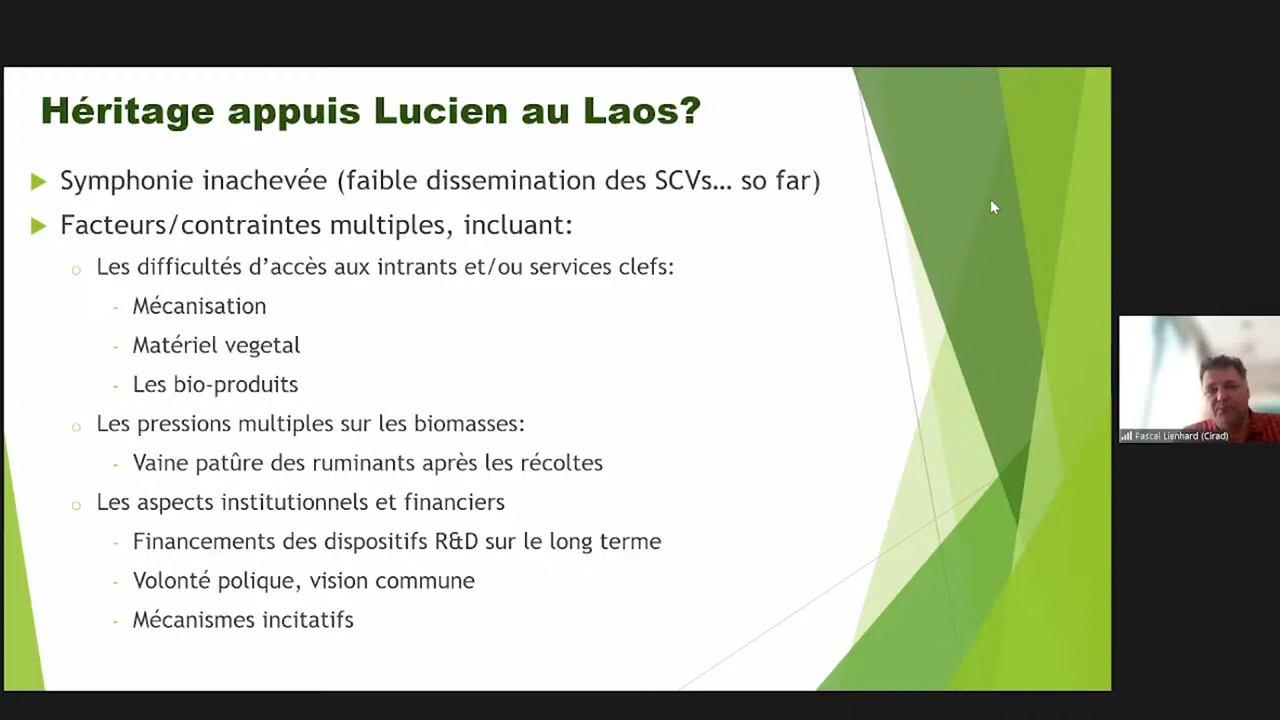 Héritage appuis Lucien au Laos?
Symphonie inachevée (faible dissemination des SCVs... so far)
Facteurs/contraintes multiples, incluant:
Les difficultés d'accès aux intrants et/ou services clefs:
- Mécanisation
- Matériel vegetal
- Les bio-produits
Les pressions multiples sur les biomasses:
- Vaine patûre des ruminants après les récoltes
Les aspects institutionnels et financiers
- Financements des dispositifs R&D sur le long terme
- Volonté polique, vision commune
- Mécanismes incitatifs
Pascal Lienhard (Cirad)